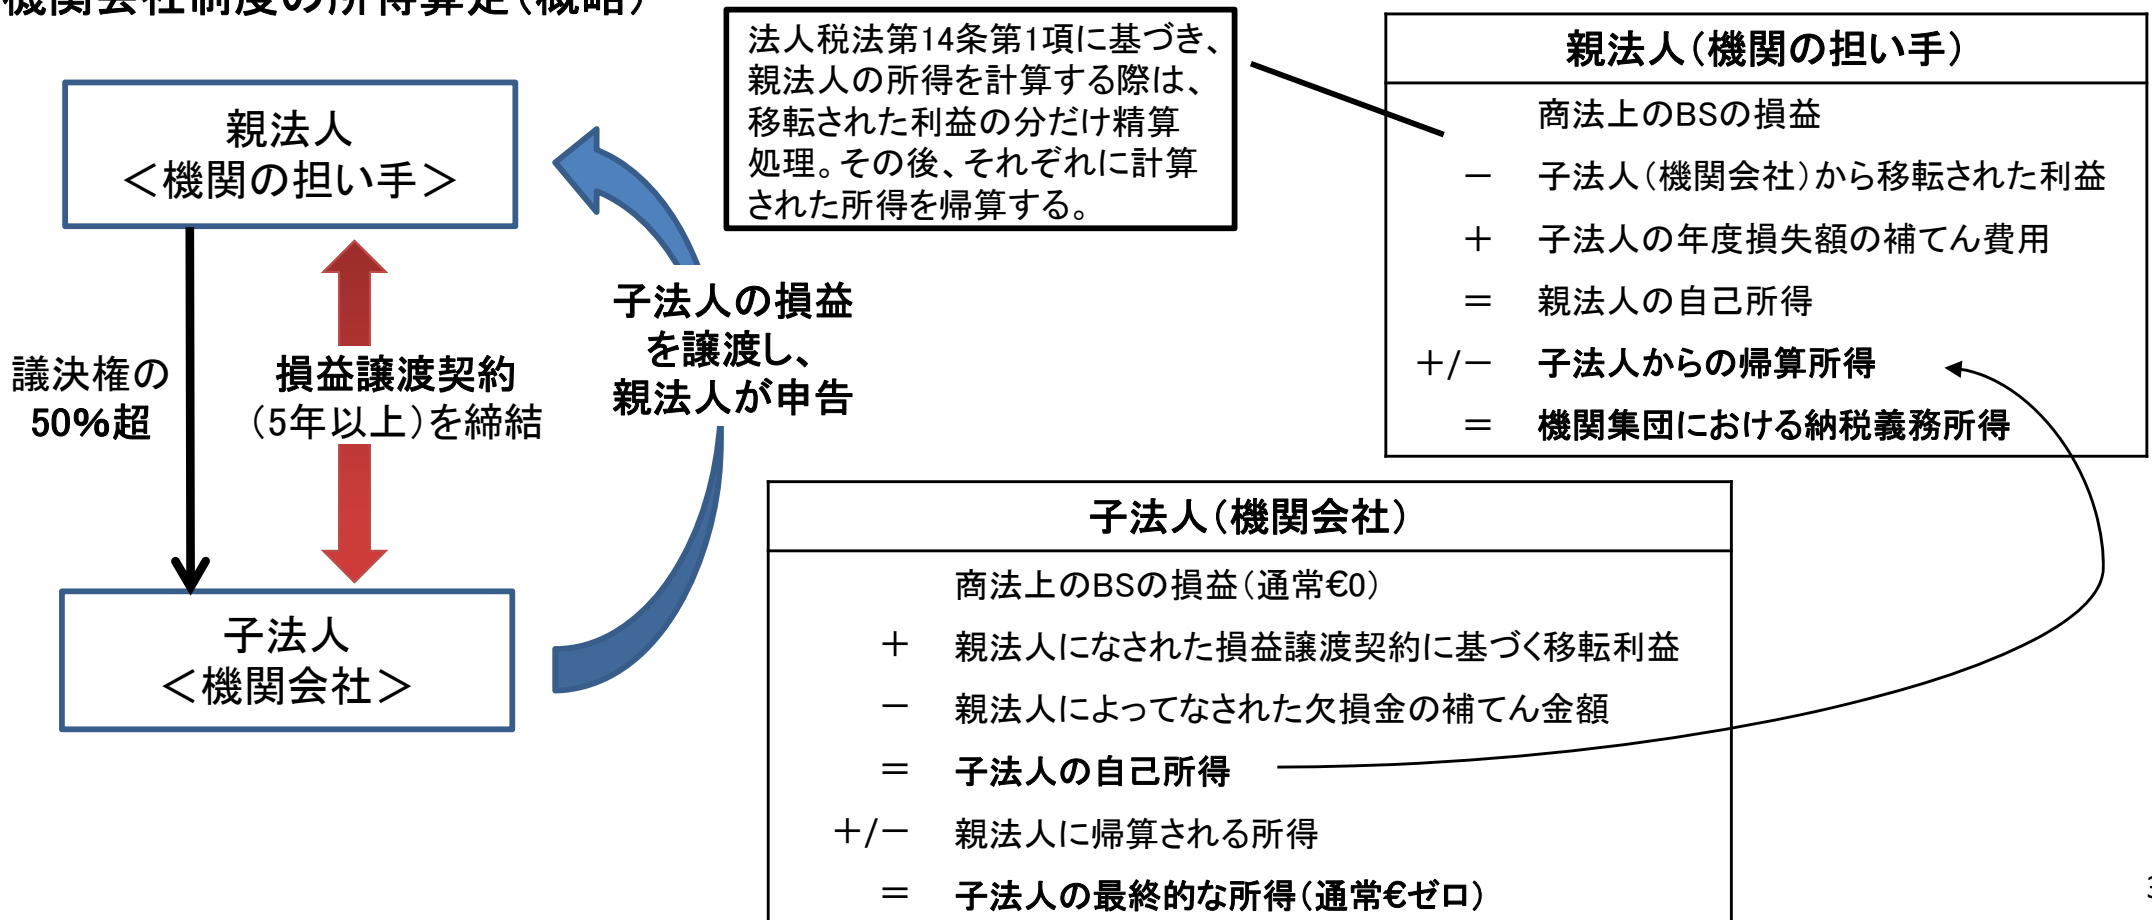 機関会社制度の所得算定（概略）
親法人
＜機関の担い手＞
議決権の
50%超
損益譲渡契約
（5年以上）を締結
子法人の損益
を譲渡し、
親法人が申告
子法人
＜機関会社＞
法人税法第14条第1項に基づき、
親法人の所得を計算する際は、
移転された利益の分だけ精算
処理。その後、それぞれに計算
された所得を帰算する。
親法人（機関の担い手）
商法上のBSの損益
－ 子法人（機関会社）から移転された利益
＋ 子法人の年度損失額の補てん費用
＝ 親法人の自己所得
＋/－ 子法人からの帰算所得
＝ 機関集団における納税義務所得
子法人（機関会社）
商法上のBSの損益（通常€0）
＋ 親法人になされた損益譲渡契約に基づく移転利益
－ 親法人によってなされた欠損金の補てん金額
＝ 子法人の自己所得
＋/－ 親法人に帰算される所得
＝ 子法人の最終的な所得（通常€ゼロ）